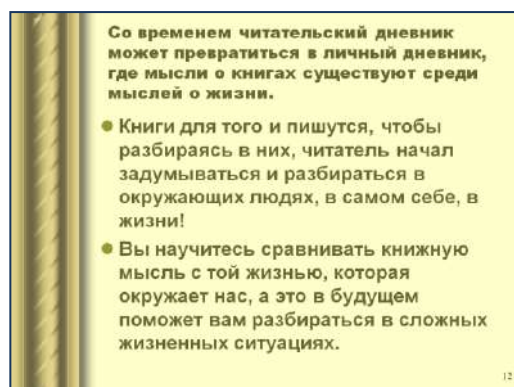 Со временем читательский дневник
может превратиться в личный дневник,
где мысли о книгах существуют среди
мыслей о жизни.
Книги для того и пишутся, чтобы
разбираясь в них, читатель начал
задумываться и разбираться в
окружающих людях, в самом себе, в
жизни!
Вы научитесь сравнивать книжную
мысль с той жизнью, которая
окружает нас, а это в будущем
поможет вам разбираться в сложных
жизненных ситуациях.
12